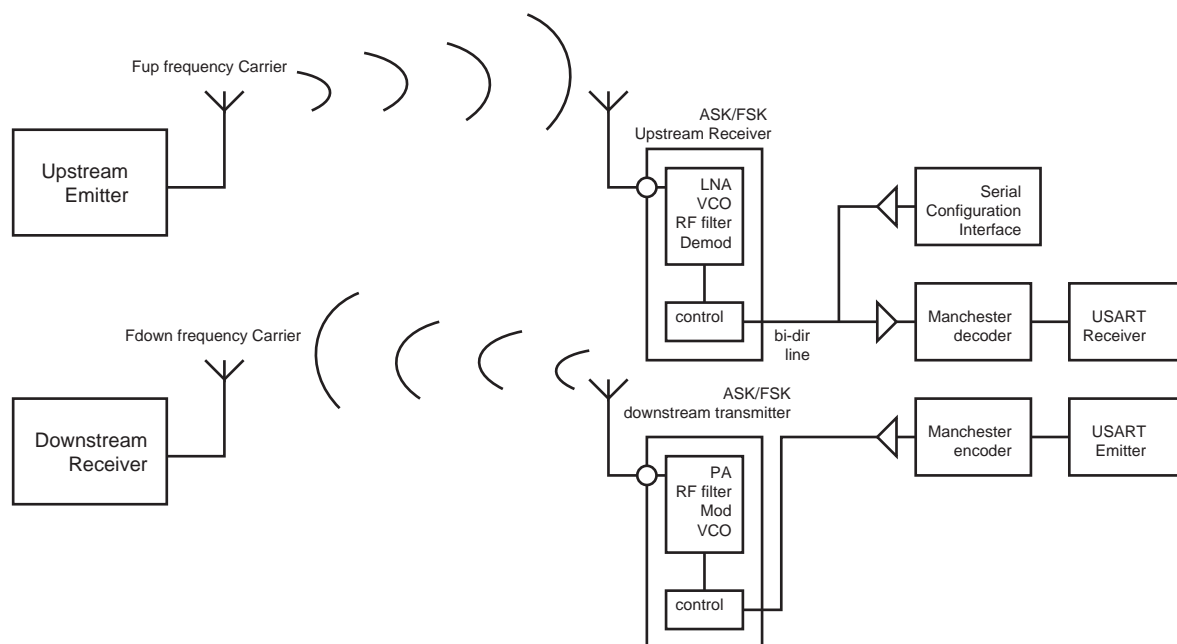 Fup frequency Carrier
ASK/FSK
Upstream Receiver
Upstream
Emitter
LNA
VCO
RF filter
Demod
Serial
Configuration
Interface
control
bi-dir
line
Manchester
decoder
USART
Receiver
Fdown frequency Carrier
ASK/FSK
downstream transmitter
Downstream
Receiver
PA
RF filter
Mod
VCO
Manchester
encoder
USART
Emitter
control